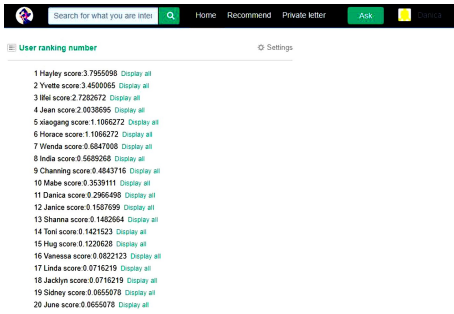 Search for what you are inter
Home Recommend Private letter Ask Danica
User ranking number Settings
1 Hayley score:3.7955098 Display all
2 Yvette score:3.4500065 Display all
3 lifei score:2.7282672 Display all
4 Jean score:2.0038695 Display all
5 xiaogang score:1.1066272 Display all
6 Horace score:1.1066272 Display all
7 Wenda score:0.6847008 Display all
8 India score:0.5689268 Display all
9 Channing score:0.4843716 Display all
10 Mabe score:0.3539111 Display all
11 Danica score:0.2966498 Display all
12 Janice score:0.1587699 Display all
13 Shanna score:0.1482664 Display all
14 Toni score:0.1421523 Display all
15 Hug score:0.1220628 Display all
16 Vanessa score:0.0822123 Display all
17 Linda score:0.0716219 Display all
18 Jacklyn score:0.0716219 Display all
19 Sidney score:0.0655078 Display all
20 June score:0.0655078 Display all